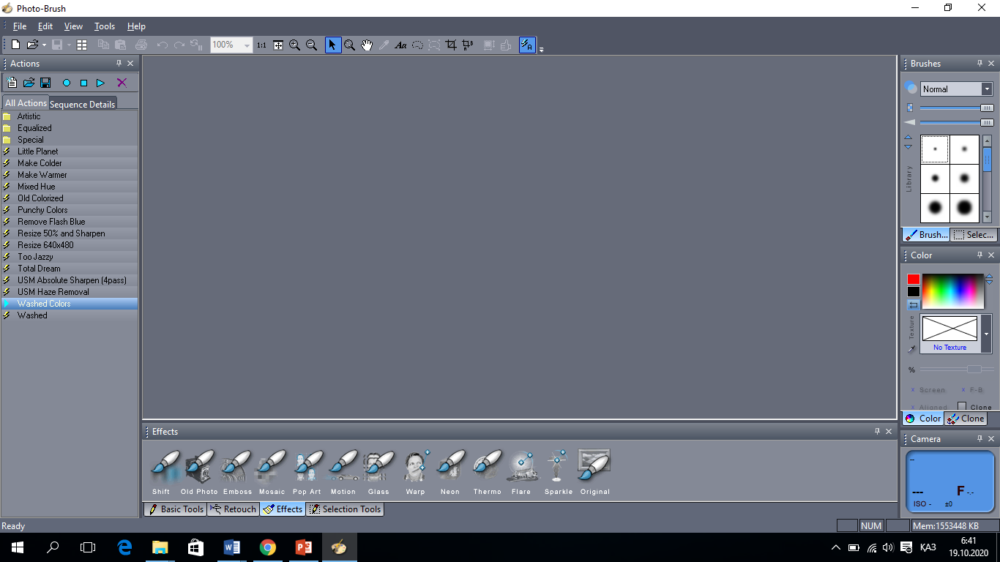 Photo-Brush
File Edit View Tools Help
100% 1:1 Aa A B A
Actions
All Actions Sequence Details
Artistic
Equalized
Special
Little Planet
Make Colder
Make Warmer
Mixed Hue
Old Colorized
Punchy Colors
Remove Flash Blue
Resize 50% and Sharpen
Resize 640x480
Too Jazzy
Total Dream
USM Absolute Sharpen (4pass)
USM Haze Removal
Washed Colors
Washed
Effects
Shift Old Photo Emboss Mosaic Pop Art Motion Glass Warp Neon Thermo Flare Sparkle Original
Basic Tools Retouch Effects Selection Tools
Brushes
Normal
Library
Brush... Selec...
Color
Texture
No Texture
%
x Screen x F-B
x Aligned Clone
Color Clone
Camera
--
--- F -.-
ISO - ±0
Ready NUM Mem:1553448 KB
ҚАЗ 6:41
19.10.2020